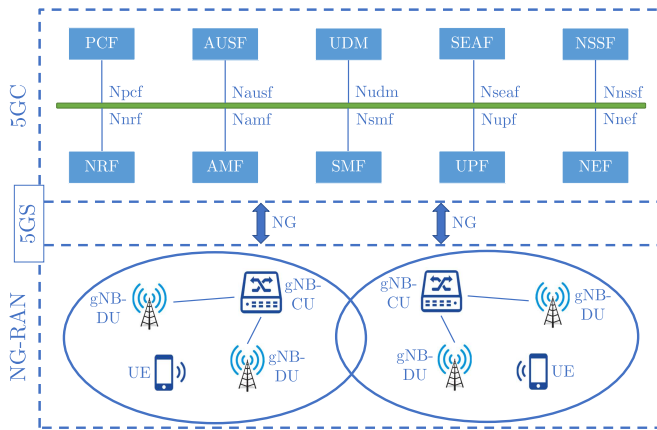 PCF AUSF UDM SEAF NSSF
Npcf Nausf Nudm Nseaf Nnssf
5GC
Nnrf Namf Nsmf Nupf Nnef
NRF AMF SMF UPF NEF
5GS
NG NG
gNB-
CU
gNB-
DU
gNB-
CU
gNB-
DU
NG-RAN
UE
gNB-
DU
gNB-
DU
UE